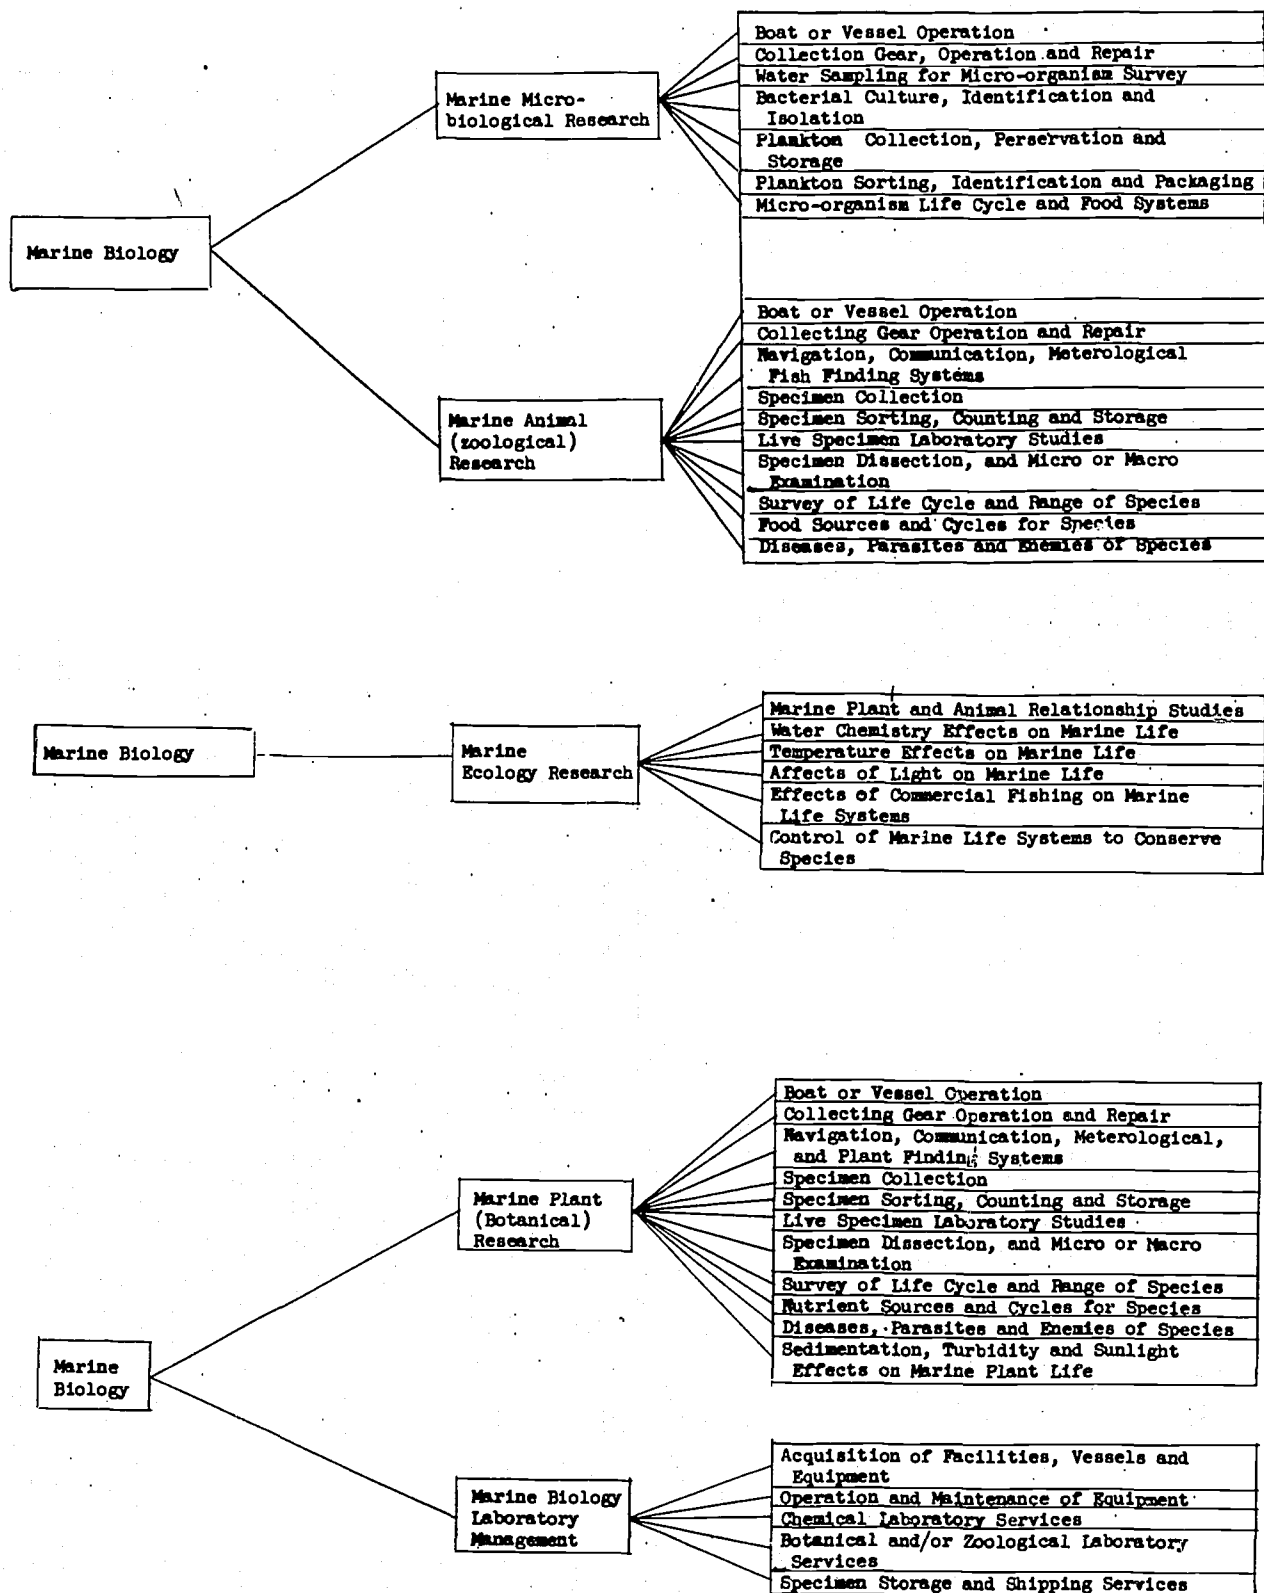 Marine Biology
Marine Micro-
biological Research
Boat or Vessel Operation
Collection Gear, Operation and Repair
Water Sampling for Micro-organism Survey
Bacterial Culture, Identification and
Isolation
Plankton Collection, Perservation and
Storage
Plankton Sorting, Identification and Packaging
Micro-organism Life Cycle and Food Systems
Marine Animal
(zoological)
Research
Boat or Vessel Operation
Collecting Gear Operation and Repair
Navigation, Communication, Meterological
Fish Finding Systems
Specimen Collection
Specimen Sorting, Counting and Storage
Live Specimen Laboratory Studies
Specimen Dissection, and Micro or Macro
Examination
Survey of Life Cycle and Range of Species
Food Sources and Cycles for Species
Diseases, Parasites and Enemies of Species
Marine Biology
Marine
Ecology Research
Marine Plant and Animal Relationship Studies
Water Chemistry Effects on Marine Life
Temperature Effects on Marine Life
Affects of Light on Marine Life
Effects of Commercial Fishing on Marine
Life Systems
Control of Marine Life Systems to Conserve
Species
Marine
Biology
Marine Plant
(Botanical)
Research
Boat or Vessel Operation
Collecting Gear Operation and Repair
Navigation, Communication, Meterological,
and Plant Finding Systems
Specimen Collection
Specimen Sorting, Counting and Storage
Live Specimen Laboratory Studies
Specimen Dissection, and Micro or Macro
Examination
Survey of Life Cycle and Range of Species
Nutrient Sources and Cycles for Species
Diseases, Parasites and Enemies of Species
Sedimentation, Turbidity and Sunlight
Effects on Marine Plant Life
Marine Biology
Laboratory
Management
Acquisition of Facilities, Vessels and
Equipment
Operation and Maintenance of Equipment
Chemical Laboratory Services
Botanical and/or Zoological Laboratory
Services
Specimen Storage and Shipping Services